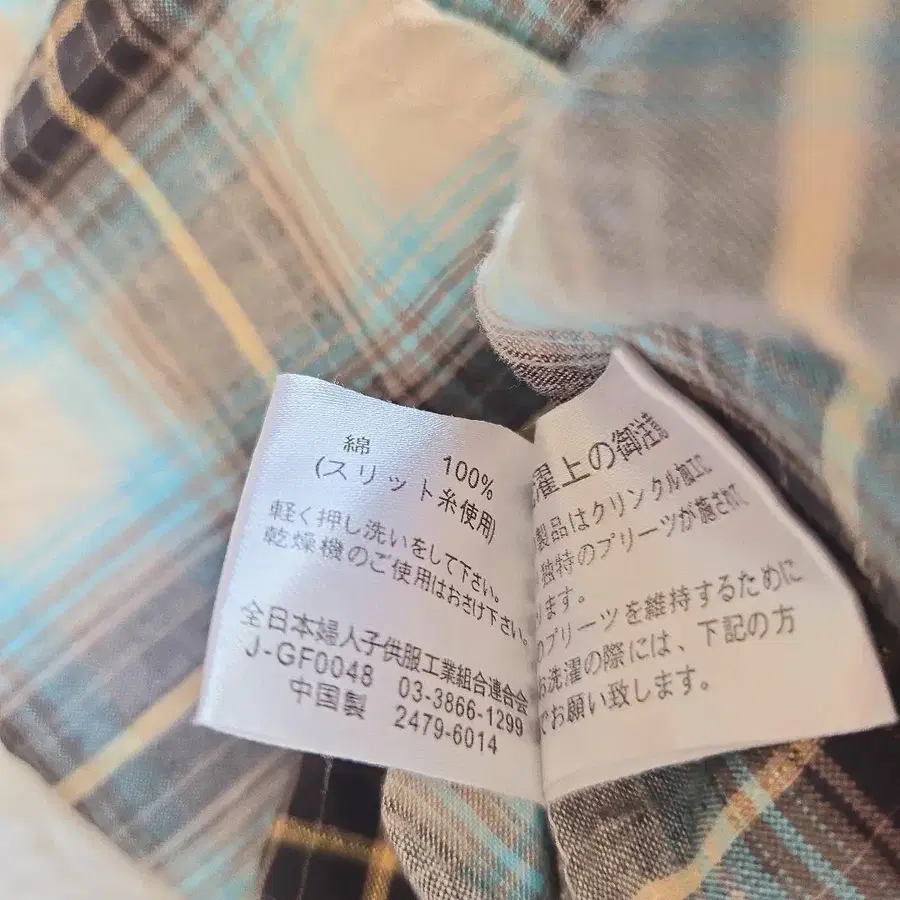 綿 100%
(スリット糸使用)
軽く押し洗いをして下さい。
乾燥機のご使用はおさけ下さい。
全日本婦人子供服工業組合連合会
J-GF0048 03-3866-1299
中国製 2479-6014
濯上の御注意
製品はクリンクル加工に
独特のプリーツが施されて
ります。
のプリーツを維持するために
お洗濯の際には、下記の方
でお願い致します。